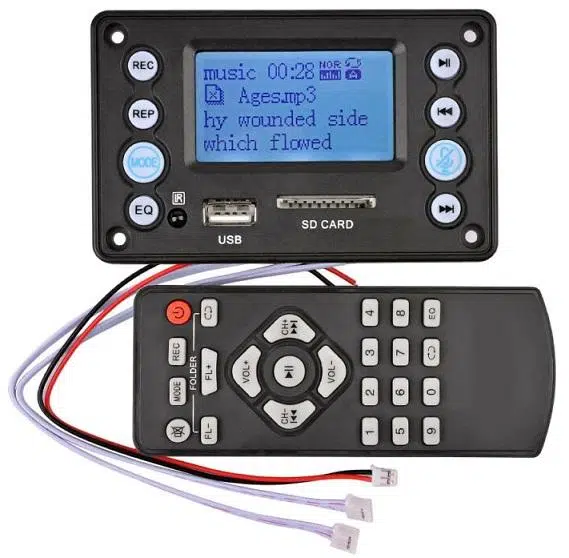 REC
REP
MODE
EQ
music 00:28 NOR
Ages.mp3
hy wounded side
which flowed
IR
USB
SD CARD
REC
MODE
FOLDER
FL+
FL-
CH+
VOL+
VOL-
CH-
4 8 EQ
3 7
2 6 0
1 5 9